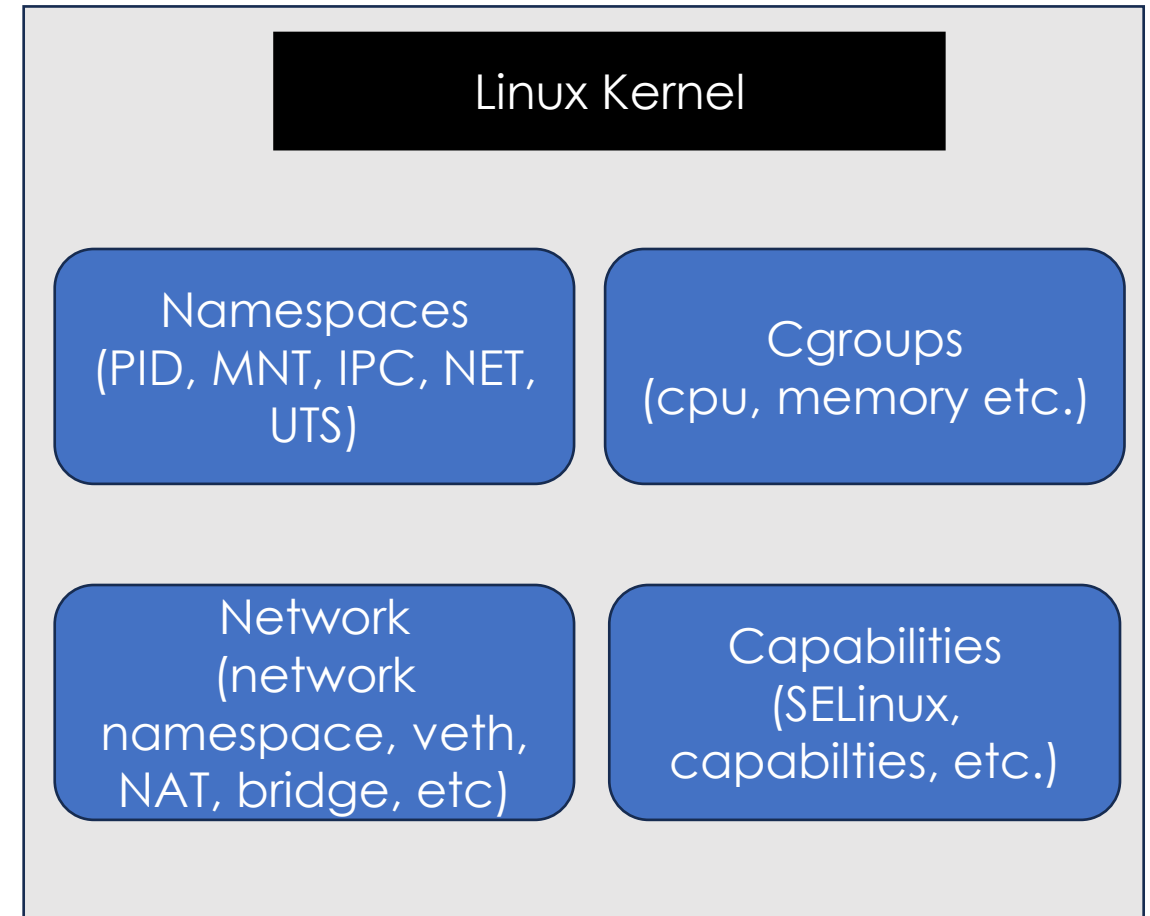 Linux Kernel
Namespaces
(PID, MNT, IPC, NET,
UTS)
Cgroups
(cpu, memory etc.)
Network
(network
namespace, veth,
NAT, bridge, etc)
Capabilities
(SELinux,
capabilties, etc.)